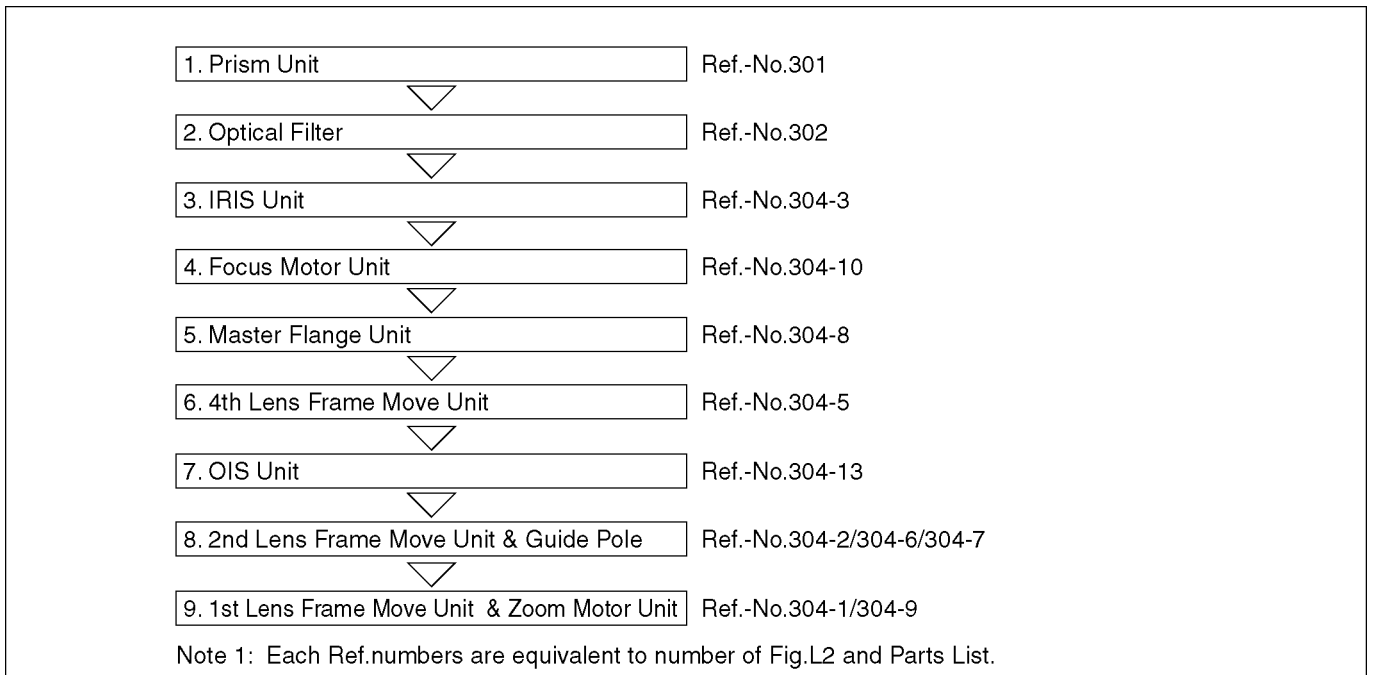 1. Prism Unit Ref.-No.301
2. Optical Filter Ref.-No.302
3. IRIS Unit Ref.-No.304-3
4. Focus Motor Unit Ref.-No.304-10
5. Master Flange Unit Ref.-No.304-8
6. 4th Lens Frame Move Unit Ref.-No.304-5
7. OIS Unit Ref.-No.304-13
8. 2nd Lens Frame Move Unit & Guide Pole Ref.-No.304-2/304-6/304-7
9. 1st Lens Frame Move Unit & Zoom Motor Unit Ref.-No.304-1/304-9
Note 1: Each Ref.numbers are equivalent to number of Fig.L2 and Parts List.